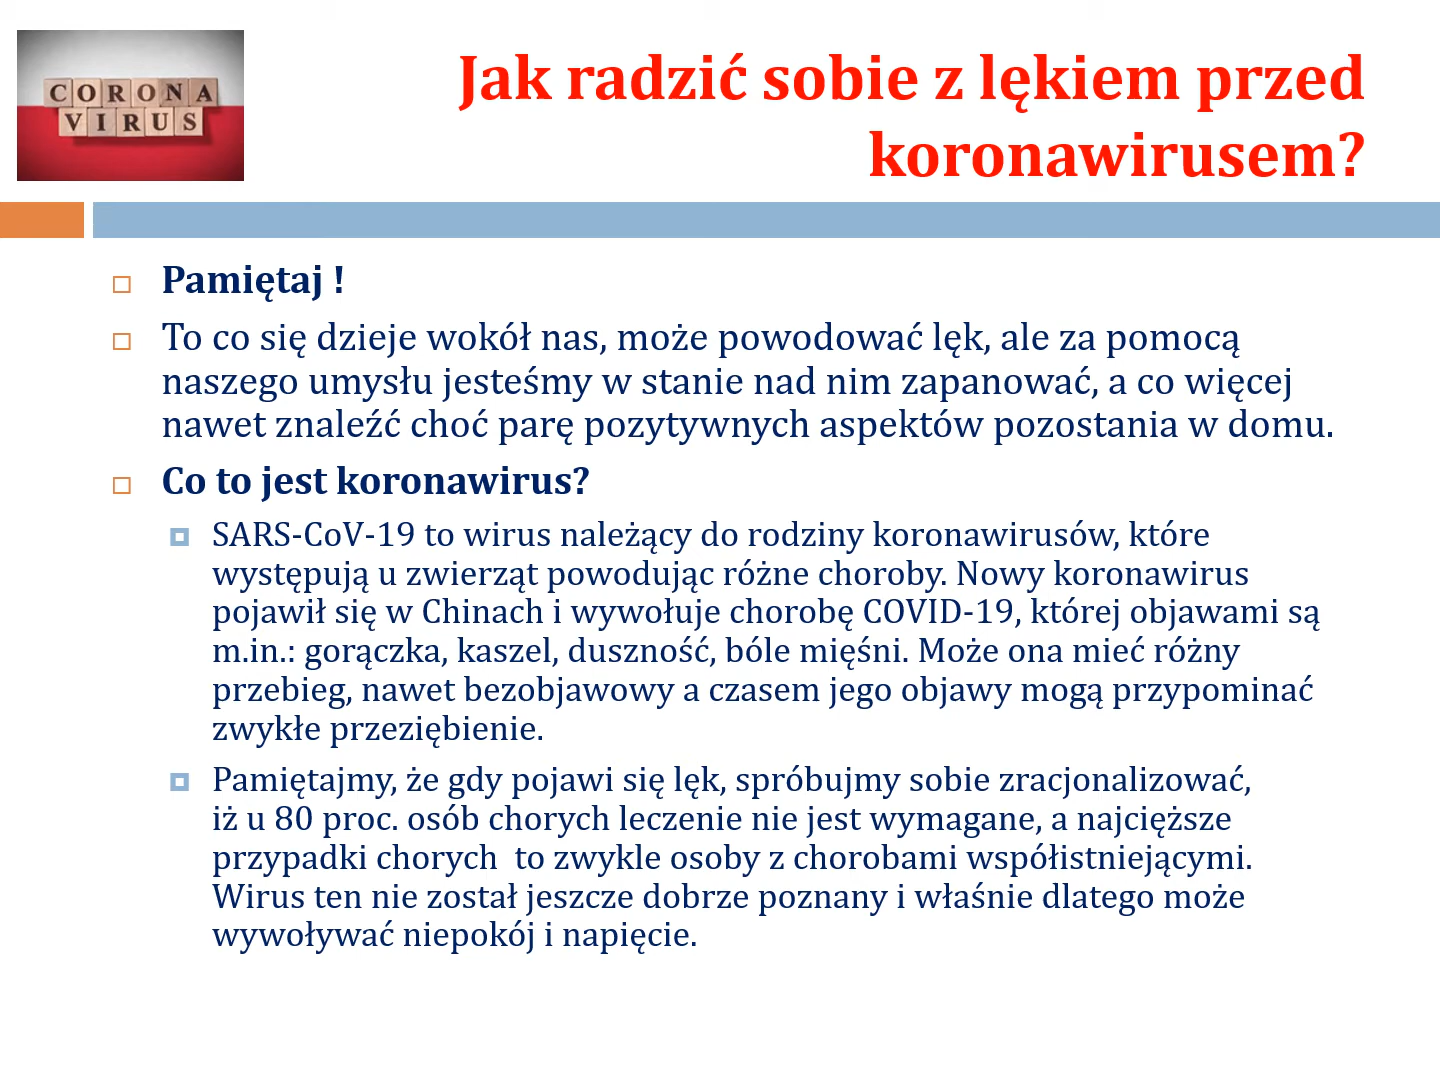 CORONA
VIRUS
Jak radzić sobie z lękiem przed
koronawirusem?
Pamiętaj !
To co się dzieje wokół nas, może powodować lęk, ale za pomocą
naszego umysłu jesteśmy w stanie nad nim zapanować, a co więcej
nawet znaleźć choć parę pozytywnych aspektów pozostania w domu.
Co to jest koronawirus?
SARS-CoV-19 to wirus należący do rodziny koronawirusów, które
występują u zwierząt powodując różne choroby. Nowy koronawirus
pojawił się w Chinach i wywołuje chorobę COVID-19, której objawami są
m.in.: gorączka, kaszel, duszność, bóle mięśni. Może ona mieć różny
przebieg, nawet bezobjawowy a czasem jego objawy mogą przypominać
zwykłe przeziębienie.
Pamiętajmy, że gdy pojawi się lęk, spróbujmy sobie zracjonalizować,
iż u 80 proc. osób chorych leczenie nie jest wymagane, a najcięższe
przypadki chorych  to zwykle osoby z chorobami współistniejącymi.
Wirus ten nie został jeszcze dobrze poznany i właśnie dlatego może
wywoływać niepokój i napięcie.